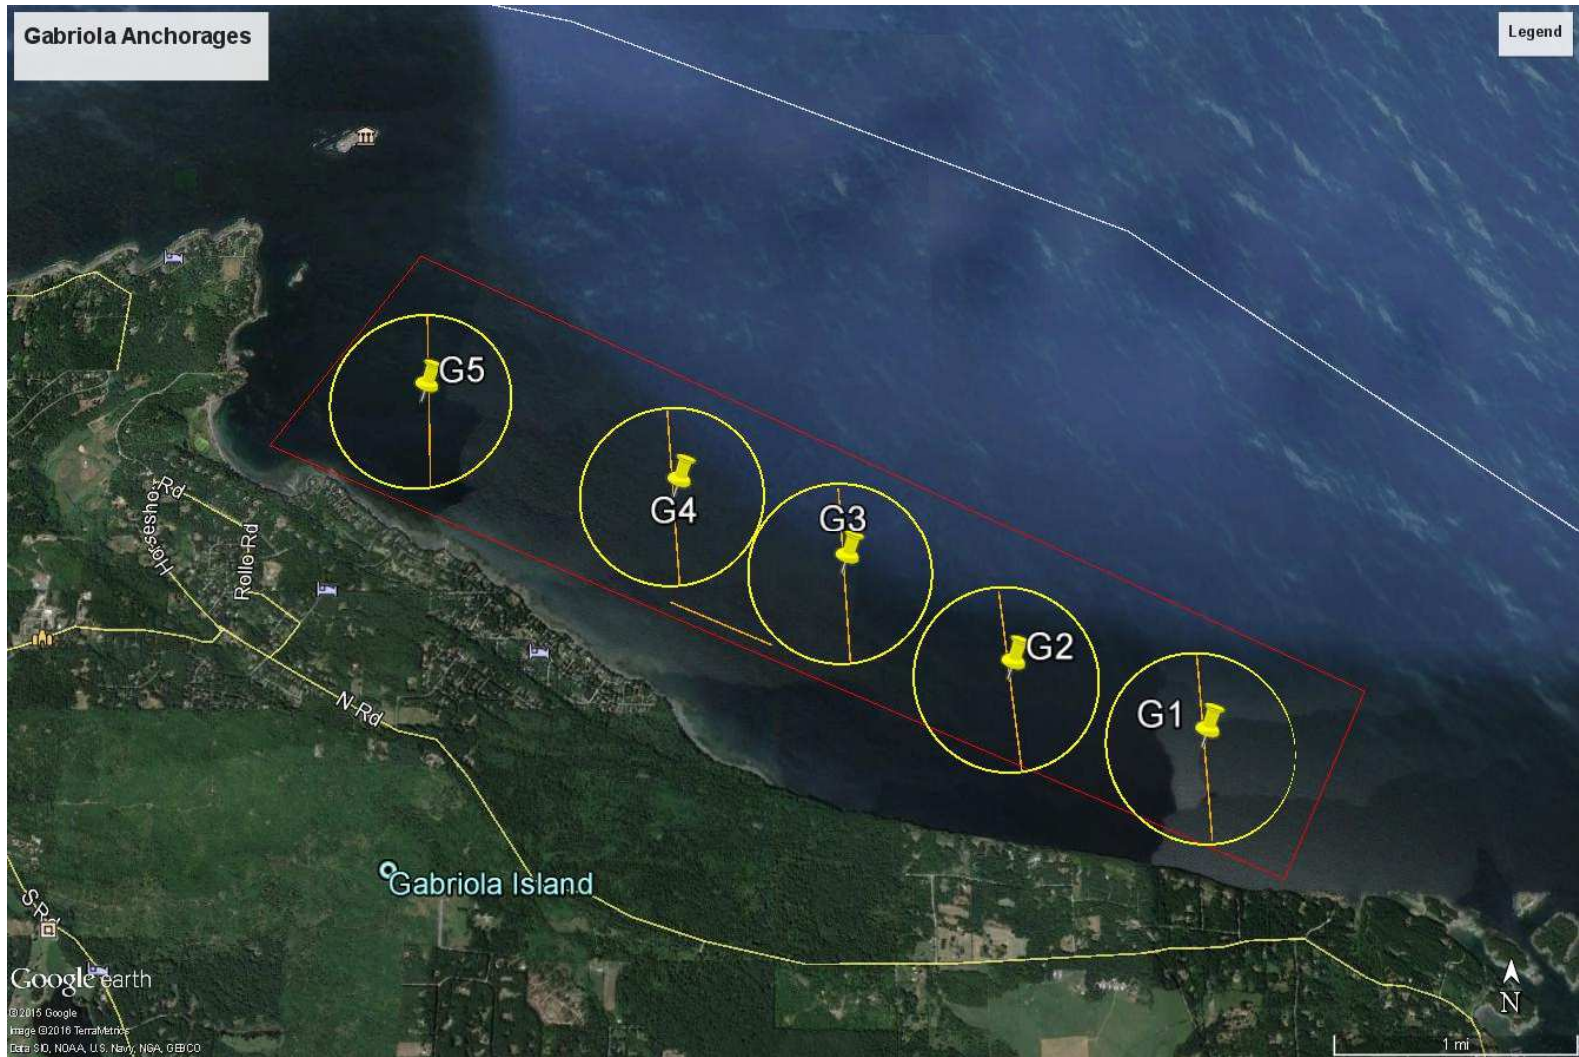 Gabriola Anchorages
Legend
G5
G4
G3
G2
G1
Horseshoe Rd
Rollo Rd
N-Rd
Gabriola Island
S-Rd
Google earth
©2015 Google
Image ©2016 TerraMetrics
Data SIO, NOAA, U.S. Navy, NGA, GEBCO
N
1 mi